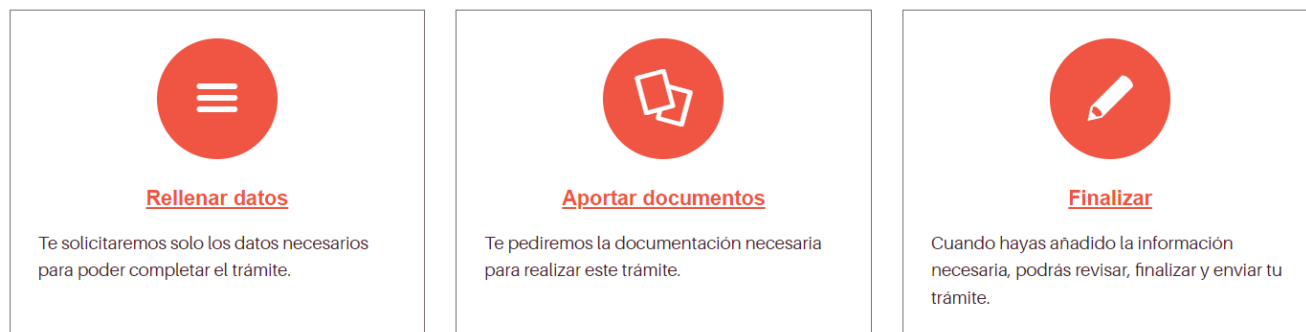 Rellenar datos
Te solicitaremos solo los datos necesarios
para poder completar el trámite.
Aportar documentos
Te pediremos la documentación necesaria
para realizar este trámite.
Finalizar
Cuando hayas añadido la información
necesaria, podrás revisar, finalizar y enviar tu
trámite.